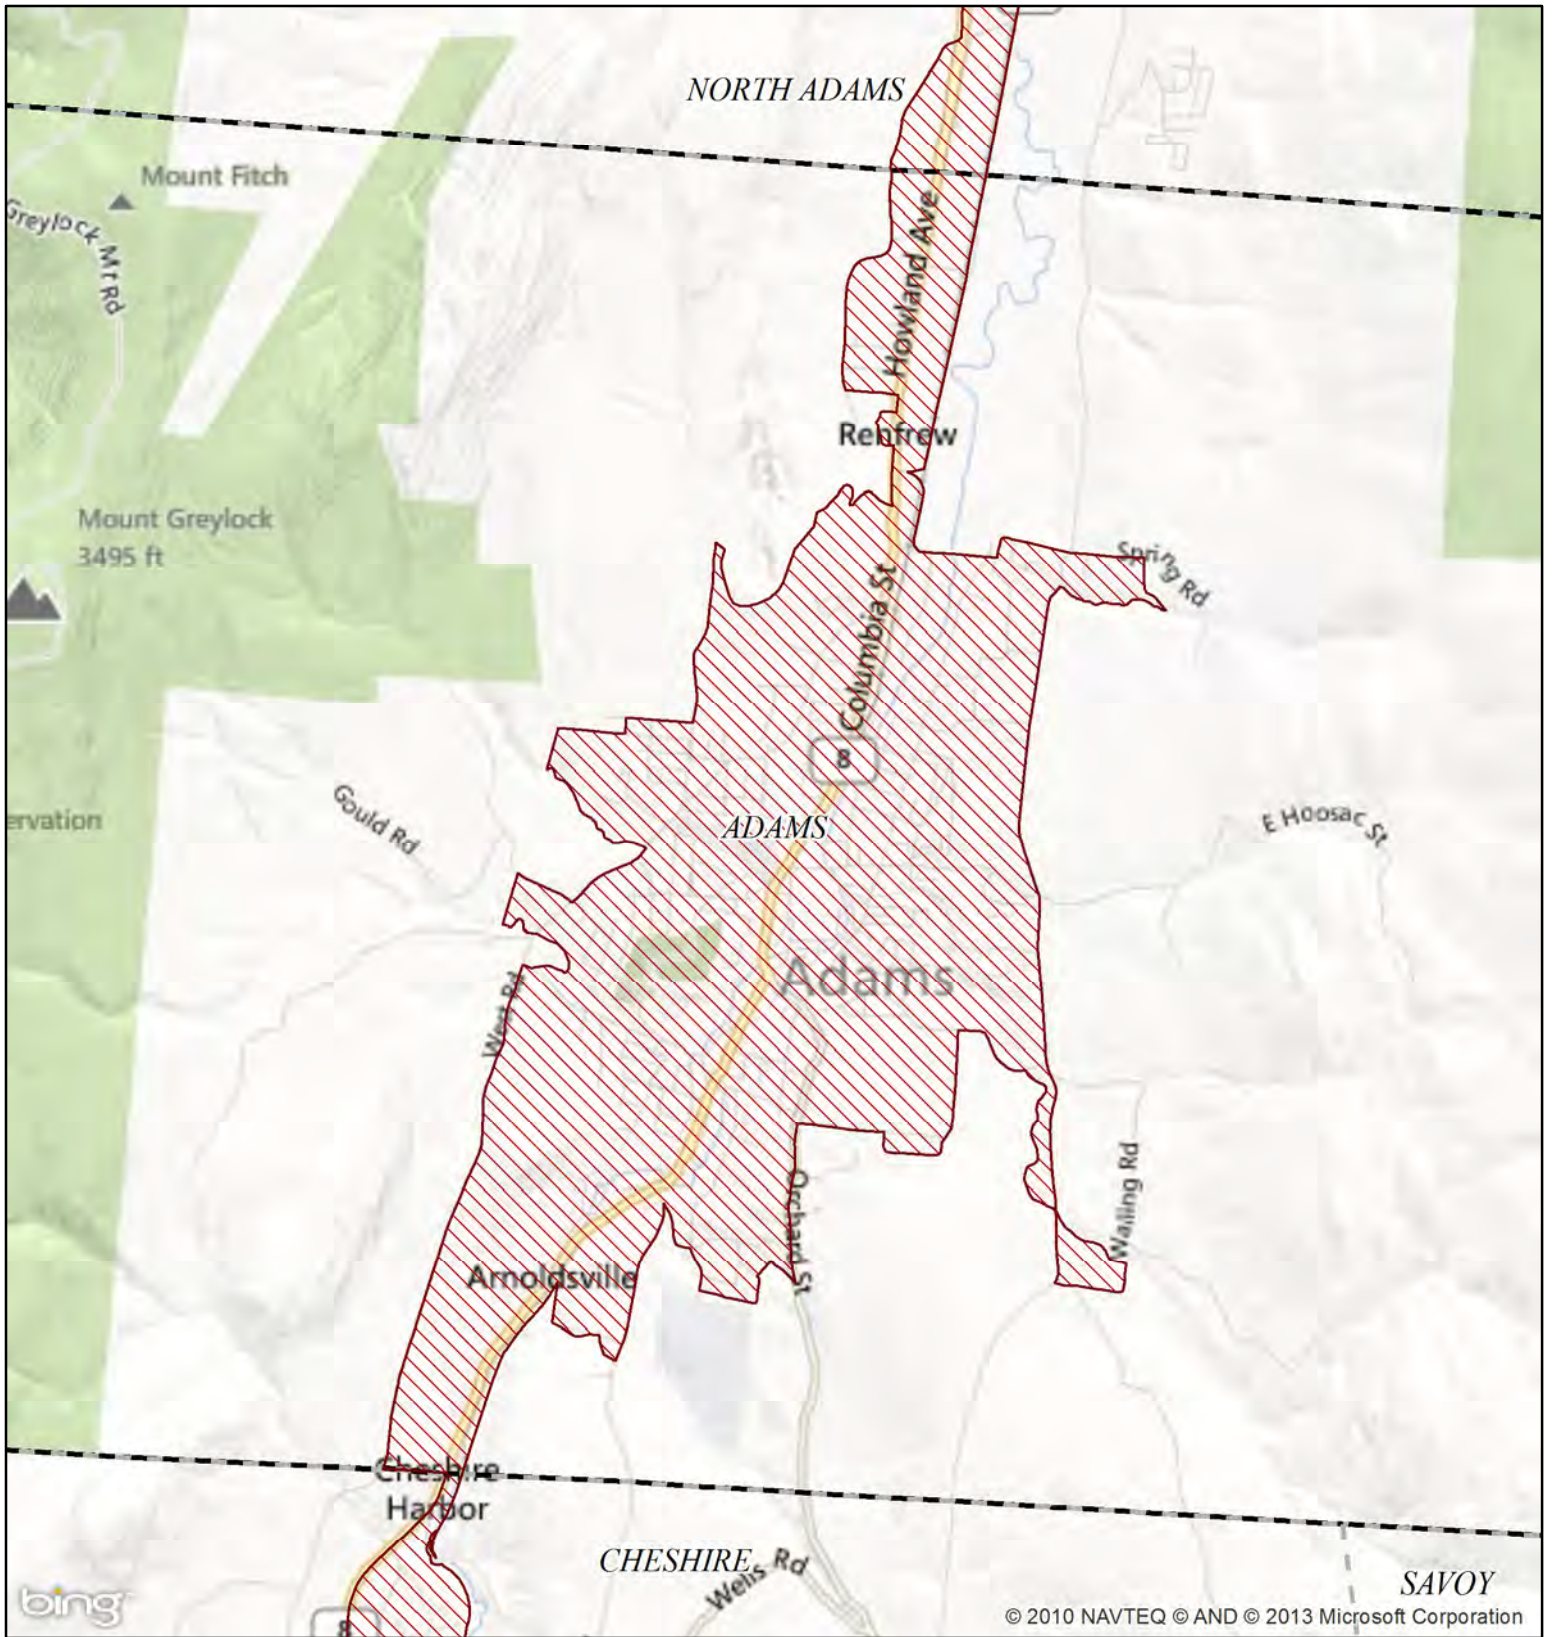 NORTH ADAMS
Mount Fitch
Greylock Mt Rd
Howland Ave
Renfrew
Mount Greylock
3495 ft
Spring Rd
Columbia St
8
Gould Rd
ervation
ADAMS
E Hoosac St
Adams
West Rd
Walling Rd
Orchard St
Arnoldsville
Cheshire
Harbor
CHESHIRE
Wells Rd
SAVOY
bing
8
© 2010 NAVTEQ © AND © 2013 Microsoft Corporation